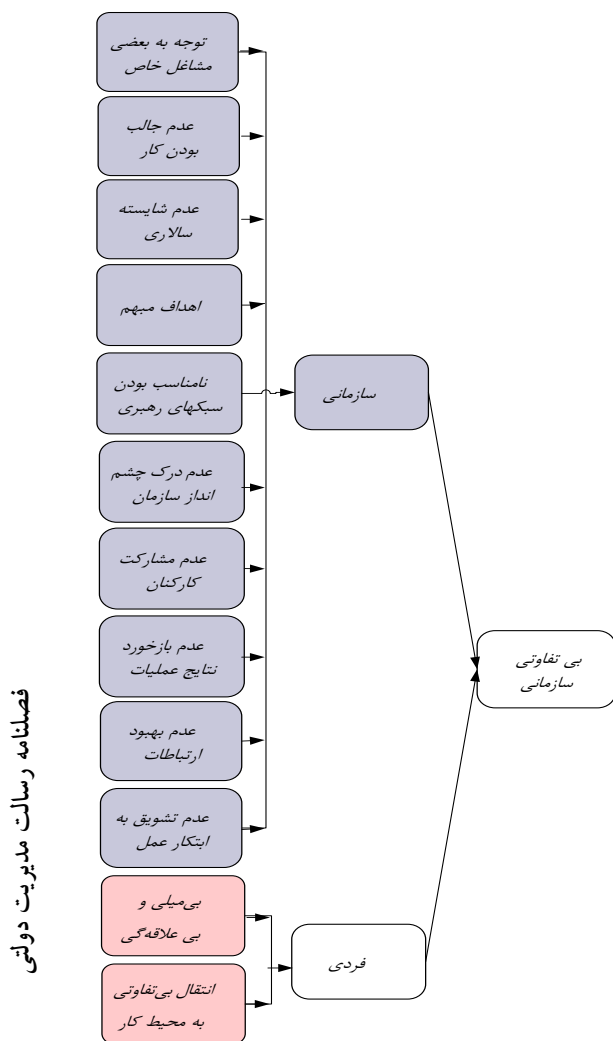 توجه به بعضی
مشاغل خاص
عدم جالب
بودن کار
عدم شایسته
سالاری
اهداف مبهم
نامناسب بودن
سبکهای رهبری
عدم درک چشم
انداز سازمان
عدم مشارکت
کارکنان
عدم بازخورد
نتایج عملیات
عدم بهبود
ارتباطات
عدم تشویق به
ابتکار عمل
بی‌میلی و
بی علاقه‌گی
انتقال بی‌تفاوتی
به محیط کار
سازمانی
فردی
بی تفاوتی
سازمانی
فصلنامه رسالت مدیریت دولتی